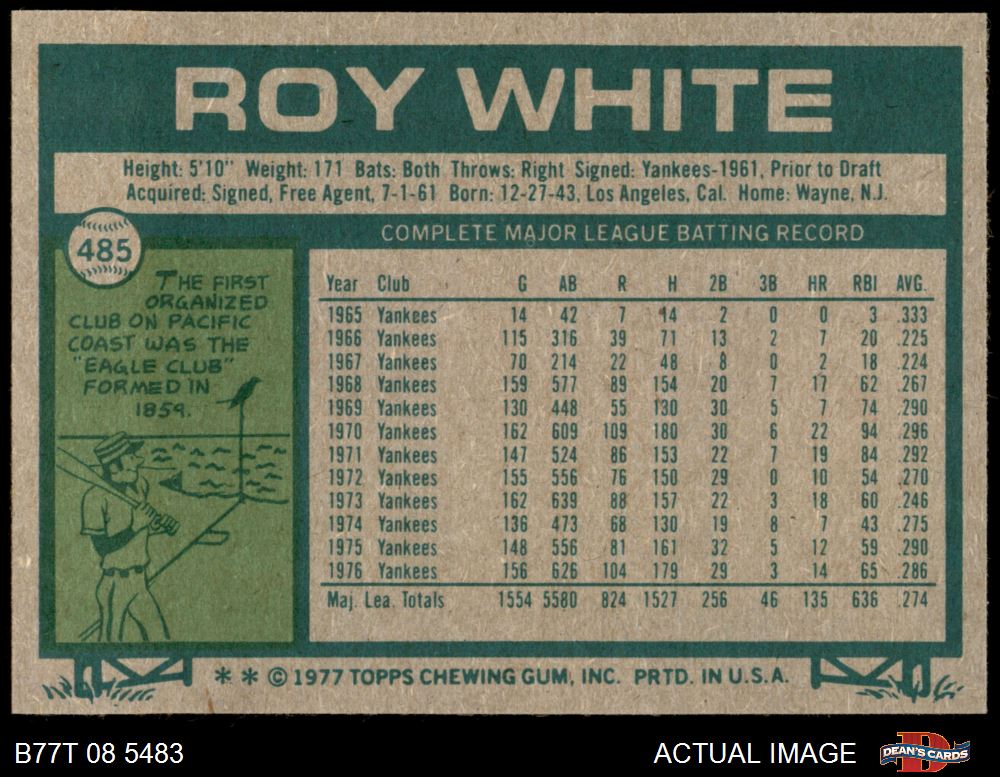 ROY WHITE
Height: 5'10" Weight: 171 Bats: Both Throws: Right Signed: Yankees-1961, Prior to Draft
Acquired: Signed, Free Agent, 7-1-61 Born: 12-27-43, Los Angeles, Cal. Home: Wayne, N.J.
485
THE FIRST
ORGANIZED
CLUB ON PACIFIC
COAST WAS THE
"EAGLE CLUB"
FORMED IN
1859.
COMPLETE MAJOR LEAGUE BATTING RECORD
Year Club G AB R H 2B 3B HR RBI AVG.
1965 Yankees 14 42 7 14 2 0 0 3 .333
1966 Yankees 115 316 39 71 13 2 7 20 .225
1967 Yankees 70 214 22 48 8 0 2 18 .224
1968 Yankees 159 577 89 154 20 7 17 62 .267
1969 Yankees 130 448 55 130 30 5 7 74 .290
1970 Yankees 162 609 109 180 30 6 22 94 .296
1971 Yankees 147 524 86 153 22 7 19 84 .292
1972 Yankees 155 556 76 150 29 0 10 54 .270
1973 Yankees 162 639 88 157 22 3 18 60 .246
1974 Yankees 136 473 68 130 19 8 7 43 .275
1975 Yankees 148 556 81 161 32 5 12 59 .290
1976 Yankees 156 626 104 179 29 3 14 65 .286
Maj. Lea. Totals 1554 5580 824 1527 256 46 135 636 .274
* * © 1977 TOPPS CHEWING GUM, INC. PRTD. IN U.S.A.
B77T 08 5483
ACTUAL IMAGE
DEAN'S CARDS